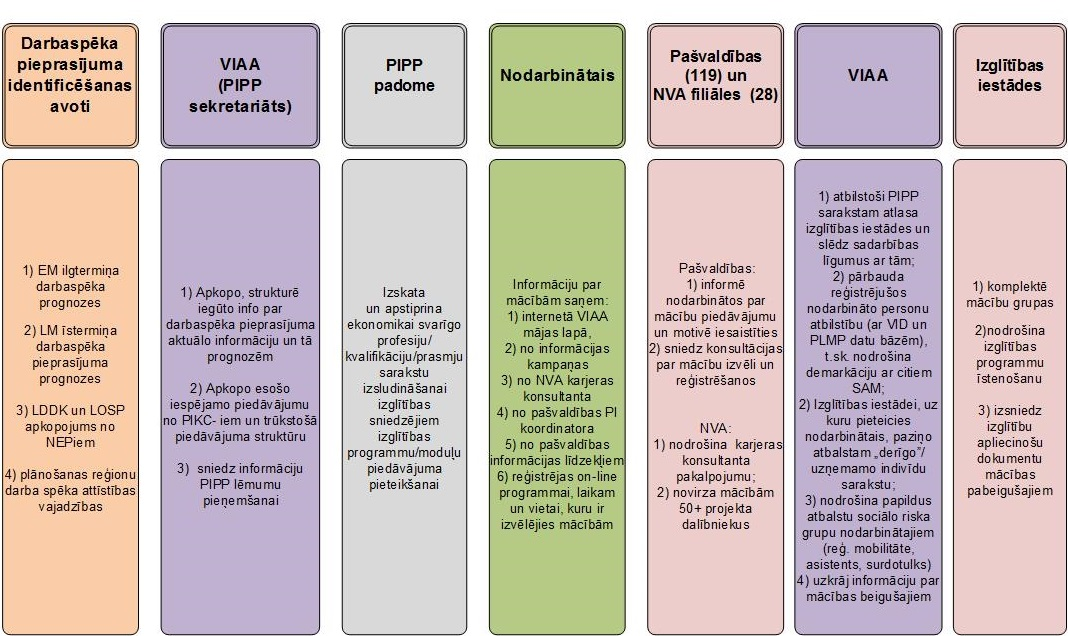 Darbaspēka
pieprasījuma
identificēšanas
avoti
VIAA
(PIPP
sekretariāts)
PIPP
padome
Nodarbinātais
Pašvaldības
(119) un
NVA filiāles (28)
VIAA
Izglītības
iestādes
1) EM ilgtermiņa
darbaspēka
prognozes
2) LM īstermiņa
darbaspēka
pieprasījuma
prognozes
3) LDDK un LOSP
apkopojums no
NEPiem
4) plānošanas reģionu
darba spēka attīstības
vajadzības
1) Apkopo, strukturē
iegūto info par
darbaspēka pieprasījuma
aktuālo informāciju un tā
prognozēm
2) Apkopo esošo
iespējamo piedāvājumu
no PIKC- iem un trūkstošā
piedāvājuma struktūru
3) sniedz informāciju
PIPP lēmumu
pieņemšanai
Izskata
un apstiprina
ekonomikai svarīgo
profesiju/
kvalifikāciju/prasmju
sarakstu
izsludināšanai
izglītības
sniedzējiem
izglītības
programmu/moduļu
piedāvājuma
pieteikšanai
Informāciju par
mācībām saņem:
1) internetā VIAA
mājas lapā,
2) no informācijas
kampaņas
3) no NVA karjeras
konsultanta
4) no pašvaldības PI
koordinatora
5) no pašvaldības
informācijas līdzekļiem
6) reģistrējas on-line
programmai, laikam
un vietai, kuru ir
izvēlējies mācībām
Pašvaldības:
1) informē
nodarbinātos par
mācību piedāvājumu
un motivē iesaistīties
2) sniedz konsultācijas
par mācību izvēli un
reģistrēšanos
NVA:
1) nodrošina karjeras
konsultanta
pakalpojumu;
2) novirza mācībām
50+ projekta
dalībniekus
1) atbilstoši PIPP
sarakstam atlasa
izglītības iestādes un
slēdz sadarbības
līgumus ar tām;
2) pārbauda
reģistrējušos
nodarbināto personu
atbilstību (ar VID un
PLMP datu bāzēm),
t.sk. nodrošina
demarkāciju ar citiem
SAM;
2) Izglītības iestādei, uz
kuru pieteicies
nodarbinātais, paziņo
atbalstam „derīgo”/
uzņemamo indivīdu
sarakstu;
3) nodrošina papildus
atbalstu sociālo riska
grupu nodarbinātajiem
(reģ. mobilitāte,
asistents, surdotulks)
4) uzkrāj informāciju par
mācības beigušajiem
1) komplektē
mācību grupas
2)nodrošina
izglītības
programmu
īstenošanu
3) izsniedz
izglītību
apliecinošu
dokumentu
mācības
pabeigušajiem